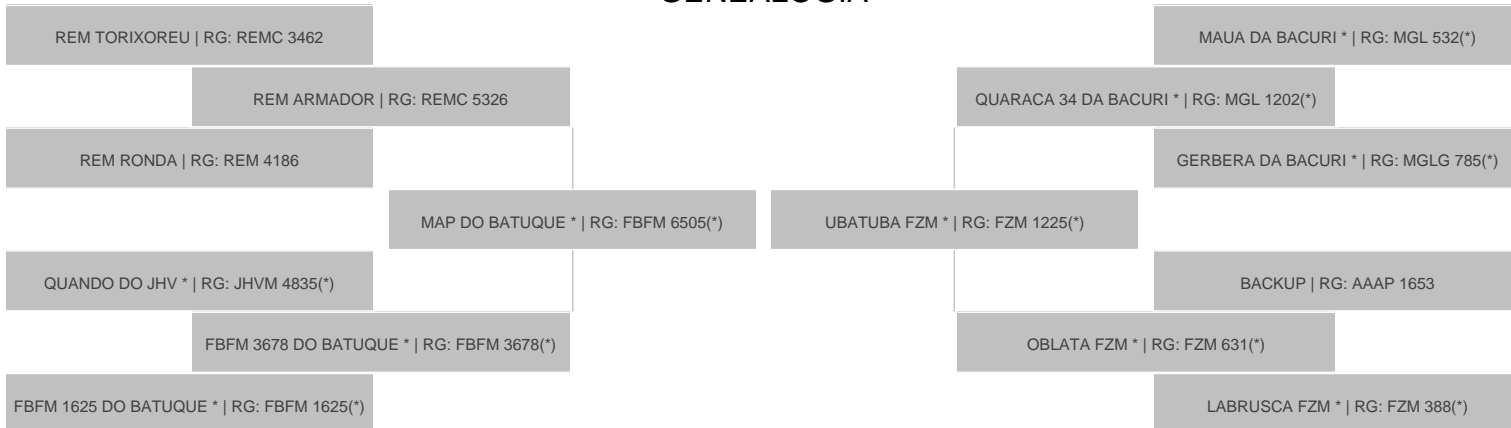 GENEALOGIA
REM TORIXOREU | RG: REMC 3462
MAUA DA BACURI * | RG: MGL 532(*)
REM ARMADOR | RG: REMC 5326
QUARACA 34 DA BACURI * | RG: MGL 1202(*)
REM RONDA | RG: REM 4186
GERBERA DA BACURI * | RG: MGLG 785(*)
MAP DO BATUQUE * | RG: FBFM 6505(*)
UBATUBA FZM * | RG: FZM 1225(*)
QUANDO DO JHV * | RG: JHVM 4835(*)
BACKUP | RG: AAAP 1653
FBFM 3678 DO BATUQUE * | RG: FBFM 3678(*)
OBLATA FZM * | RG: FZM 631(*)
FBFM 1625 DO BATUQUE * | RG: FBFM 1625(*)
LABRUSCA FZM * | RG: FZM 388(*)